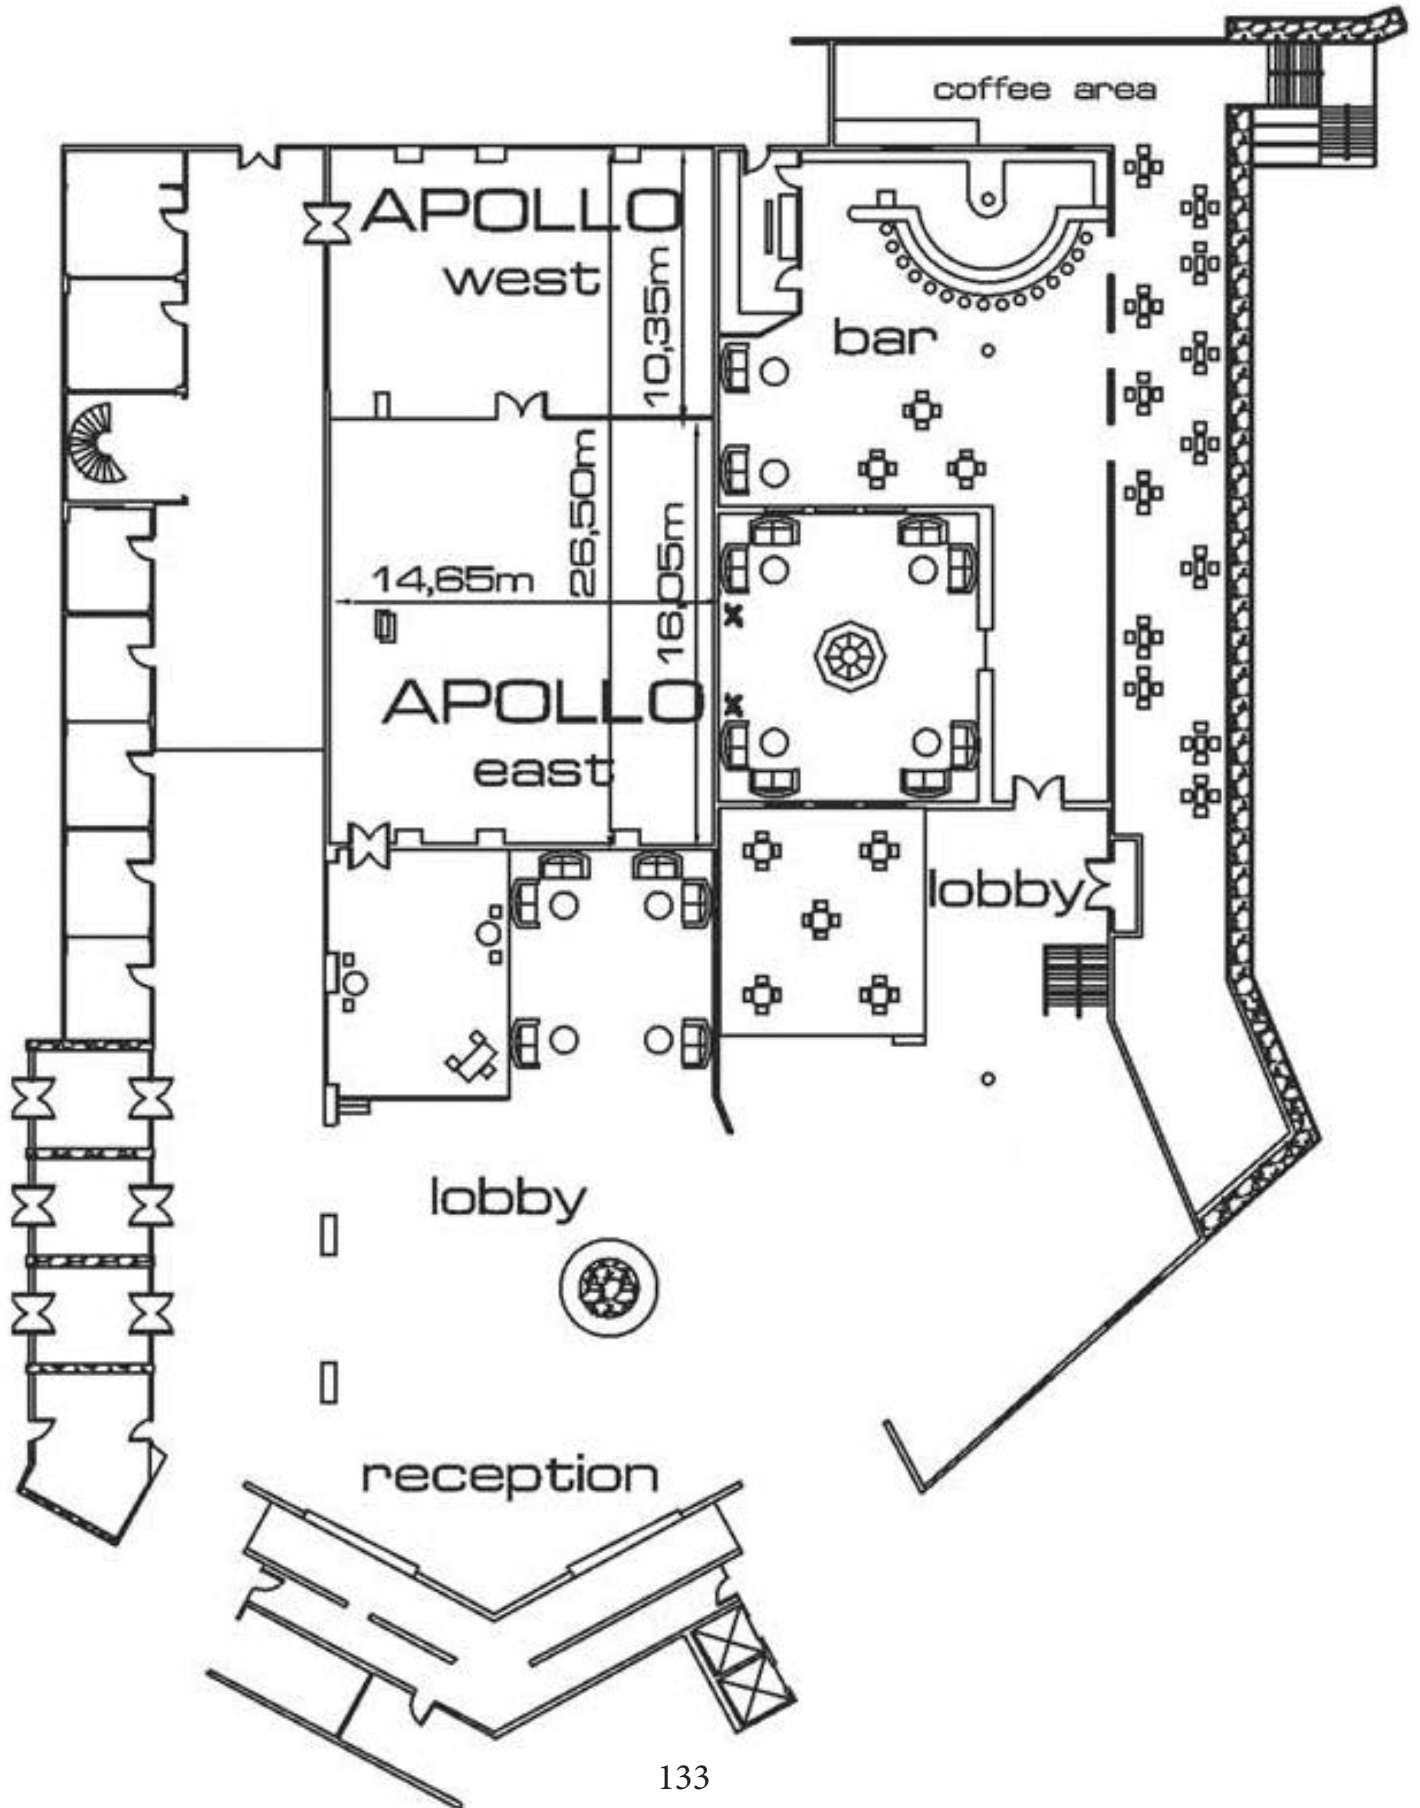 coffee area
APOLLO
west
10,35m
bar
26,50m
14,65m
16,05m
APOLLO
east
lobby
lobby
reception
133